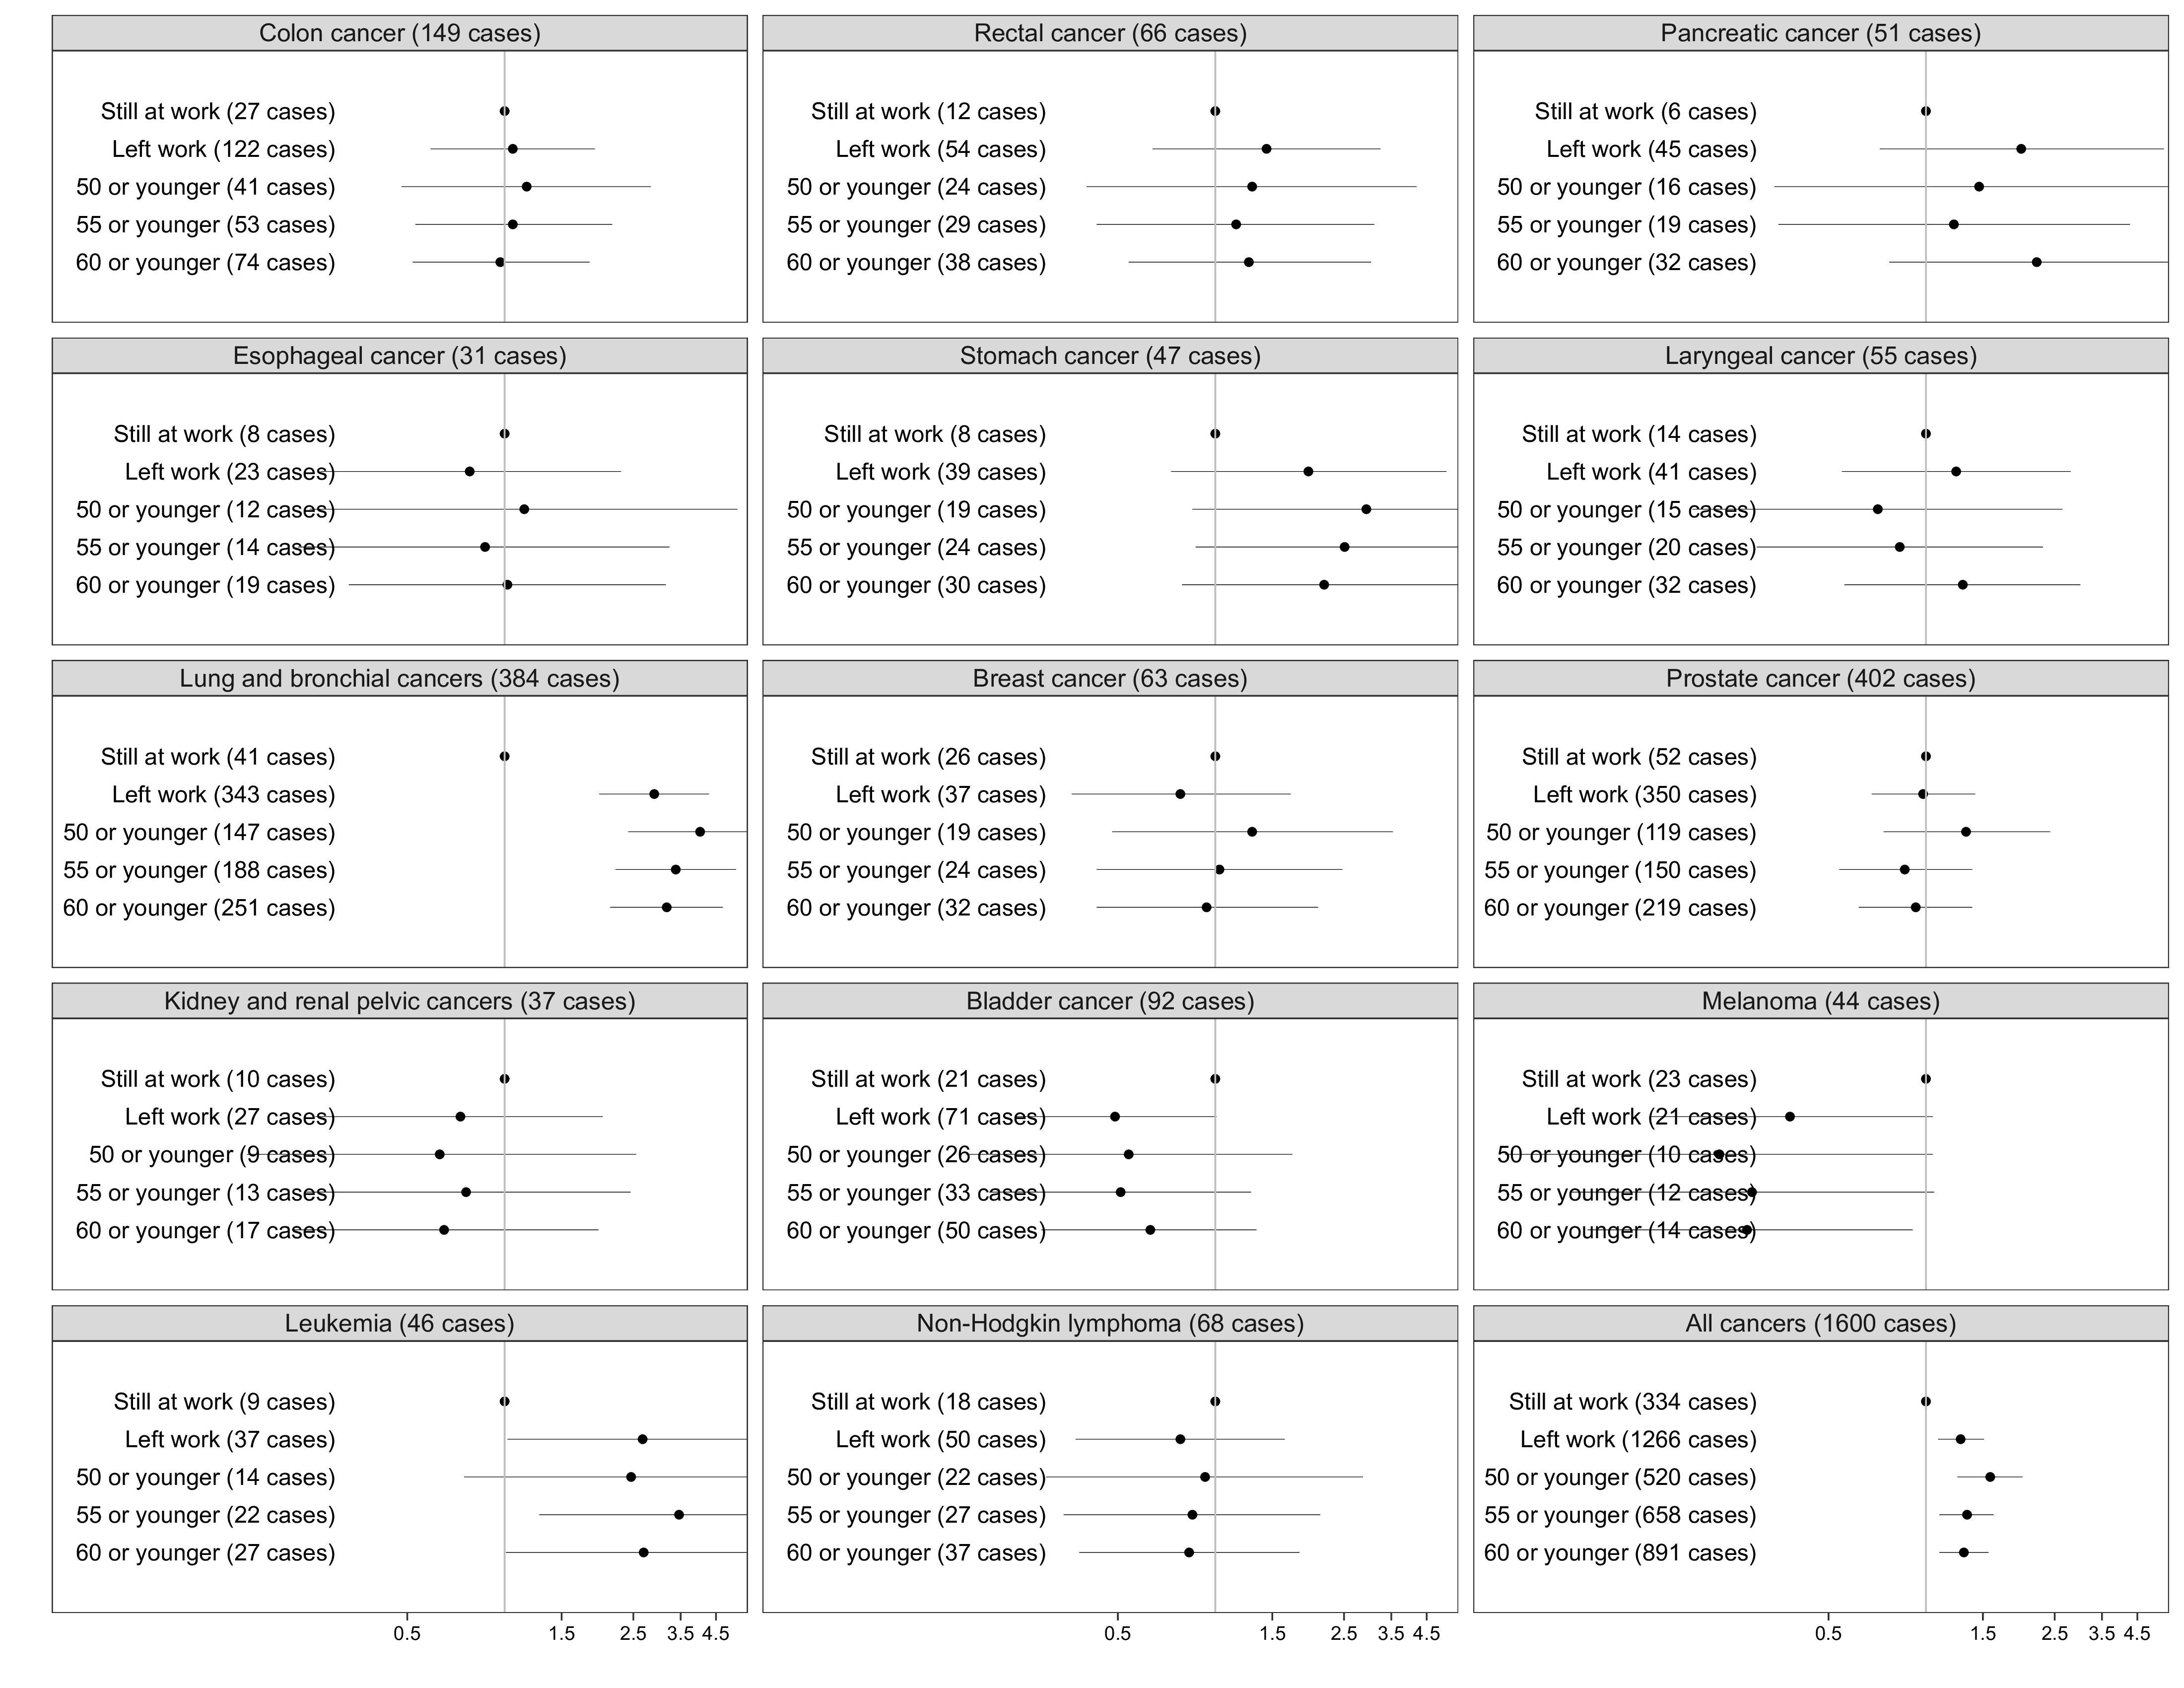 Colon cancer (149 cases)
Still at work (27 cases)
Left work (122 cases)
50 or younger (41 cases)
55 or younger (53 cases)
60 or younger (74 cases)
Rectal cancer (66 cases)
Still at work (12 cases)
Left work (54 cases)
50 or younger (24 cases)
55 or younger (29 cases)
60 or younger (38 cases)
Pancreatic cancer (51 cases)
Still at work (6 cases)
Left work (45 cases)
50 or younger (16 cases)
55 or younger (19 cases)
60 or younger (32 cases)
Esophageal cancer (31 cases)
Still at work (8 cases)
Left work (23 cases)
50 or younger (12 cases)
55 or younger (14 cases)
60 or younger (19 cases)
Stomach cancer (47 cases)
Still at work (8 cases)
Left work (39 cases)
50 or younger (19 cases)
55 or younger (24 cases)
60 or younger (30 cases)
Laryngeal cancer (55 cases)
Still at work (14 cases)
Left work (41 cases)
50 or younger (15 cases)
55 or younger (20 cases)
60 or younger (32 cases)
Lung and bronchial cancers (384 cases)
Still at work (41 cases)
Left work (343 cases)
50 or younger (147 cases)
55 or younger (188 cases)
60 or younger (251 cases)
Breast cancer (63 cases)
Still at work (26 cases)
Left work (37 cases)
50 or younger (19 cases)
55 or younger (24 cases)
60 or younger (32 cases)
Prostate cancer (402 cases)
Still at work (52 cases)
Left work (350 cases)
50 or younger (119 cases)
55 or younger (150 cases)
60 or younger (219 cases)
Kidney and renal pelvic cancers (37 cases)
Still at work (10 cases)
Left work (27 cases)
50 or younger (9 cases)
55 or younger (13 cases)
60 or younger (17 cases)
Bladder cancer (92 cases)
Still at work (21 cases)
Left work (71 cases)
50 or younger (26 cases)
55 or younger (33 cases)
60 or younger (50 cases)
Melanoma (44 cases)
Still at work (23 cases)
Left work (21 cases)
50 or younger (10 cases)
55 or younger (12 cases)
60 or younger (14 cases)
Leukemia (46 cases)
Still at work (9 cases)
Left work (37 cases)
50 or younger (14 cases)
55 or younger (22 cases)
60 or younger (27 cases)
0.5 1.5 2.5 3.5 4.5
Non-Hodgkin lymphoma (68 cases)
Still at work (18 cases)
Left work (50 cases)
50 or younger (22 cases)
55 or younger (27 cases)
60 or younger (37 cases)
0.5 1.5 2.5 3.5 4.5
All cancers (1600 cases)
Still at work (334 cases)
Left work (1266 cases)
50 or younger (520 cases)
55 or younger (658 cases)
60 or younger (891 cases)
0.5 1.5 2.5 3.5 4.5